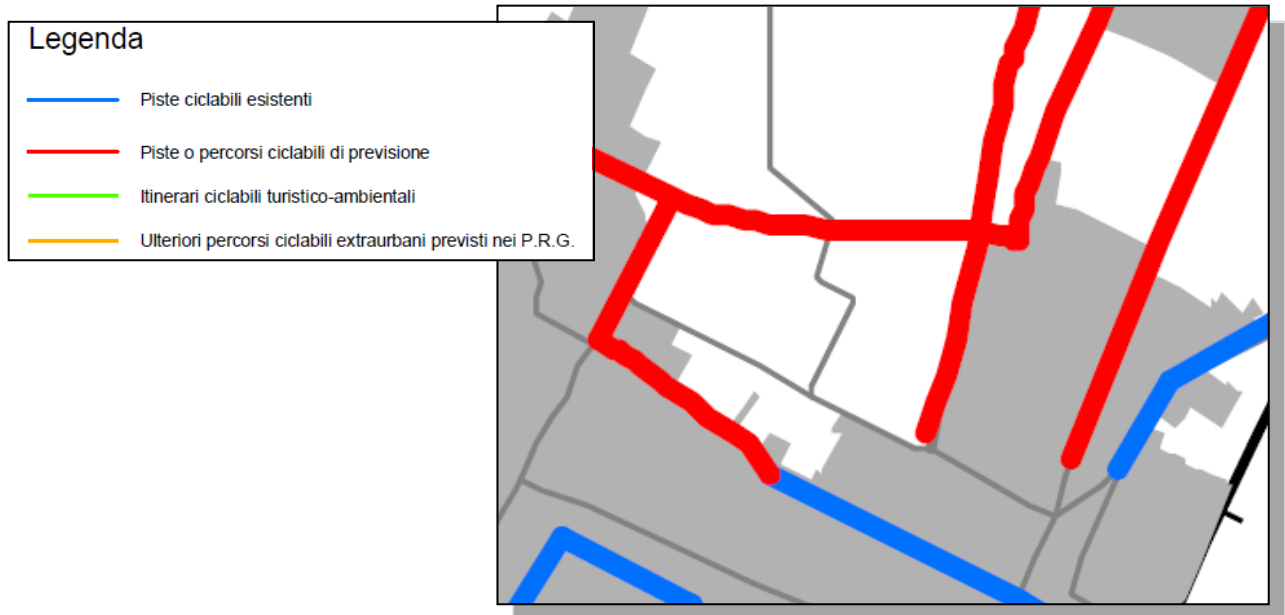 Legenda
Piste ciclabili esistenti
Piste o percorsi ciclabili di previsione
Itinerari ciclabili turistico-ambientali
Ulteriori percorsi ciclabili extraurbani previsti nei P.R.G.